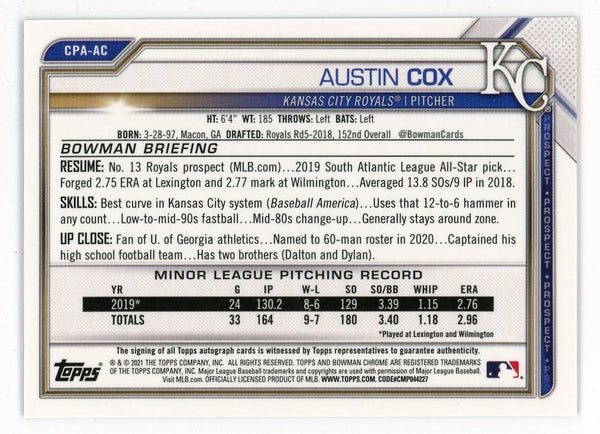 CPA-AC
AUSTIN COX
KC
KANSAS CITY ROYALS® | PITCHER
HT: 6'4" WT: 185 THROWS: Left BATS: Left
BORN: 3-28-97, Macon, GA DRAFTED: Royals Rd5-2018, 152nd Overall @BowmanCards
BOWMAN BRIEFING
RESUME: No. 13 Royals prospect (MLB.com)...2019 South Atlantic League All-Star pick...
Forged 2.75 ERA at Lexington and 2.77 mark at Wilmington...Averaged 13.8 SOs/9 IP in 2018.
SKILLS: Best curve in Kansas City system (Baseball America)...Uses that 12-to-6 hammer
in any count...Low-to-mid-90s fastball...Mid-80s change-up...Generally stays around zone.
UP CLOSE: Fan of U. of Georgia athletics...Named to 60-man roster in 2020...Captained his
high school football team...Has two brothers (Dalton and Dylan).
MINOR LEAGUE PITCHING RECORD
YR G IP W-L SO SO/BB WHIP ERA
2019* 24 130.2 8-6 129 3.39 1.15 2.76
TOTALS 33 164 9-7 180 3.40 1.18 2.96
*Played at Lexington and Wilmington
The signing of all Topps autograph cards is witnessed by Topps representatives to guarantee authenticity.
Topps
® & © 2021 THE TOPPS COMPANY, INC. ALL RIGHTS RESERVED. TOPPS AND BOWMAN CHROME ARE REGISTERED TRADEMARKS
OF THE TOPPS COMPANY, INC. Major League Baseball trademarks and copyrights are used with permission of Major League Baseball.
Visit MLB.com. OFFICIALLY LICENSED PRODUCT OF MLB. WWW.TOPPS.COM. CODE#CMP044227
PROSPECT • PROSPECT • PROSPECT • PROSPECT • PR